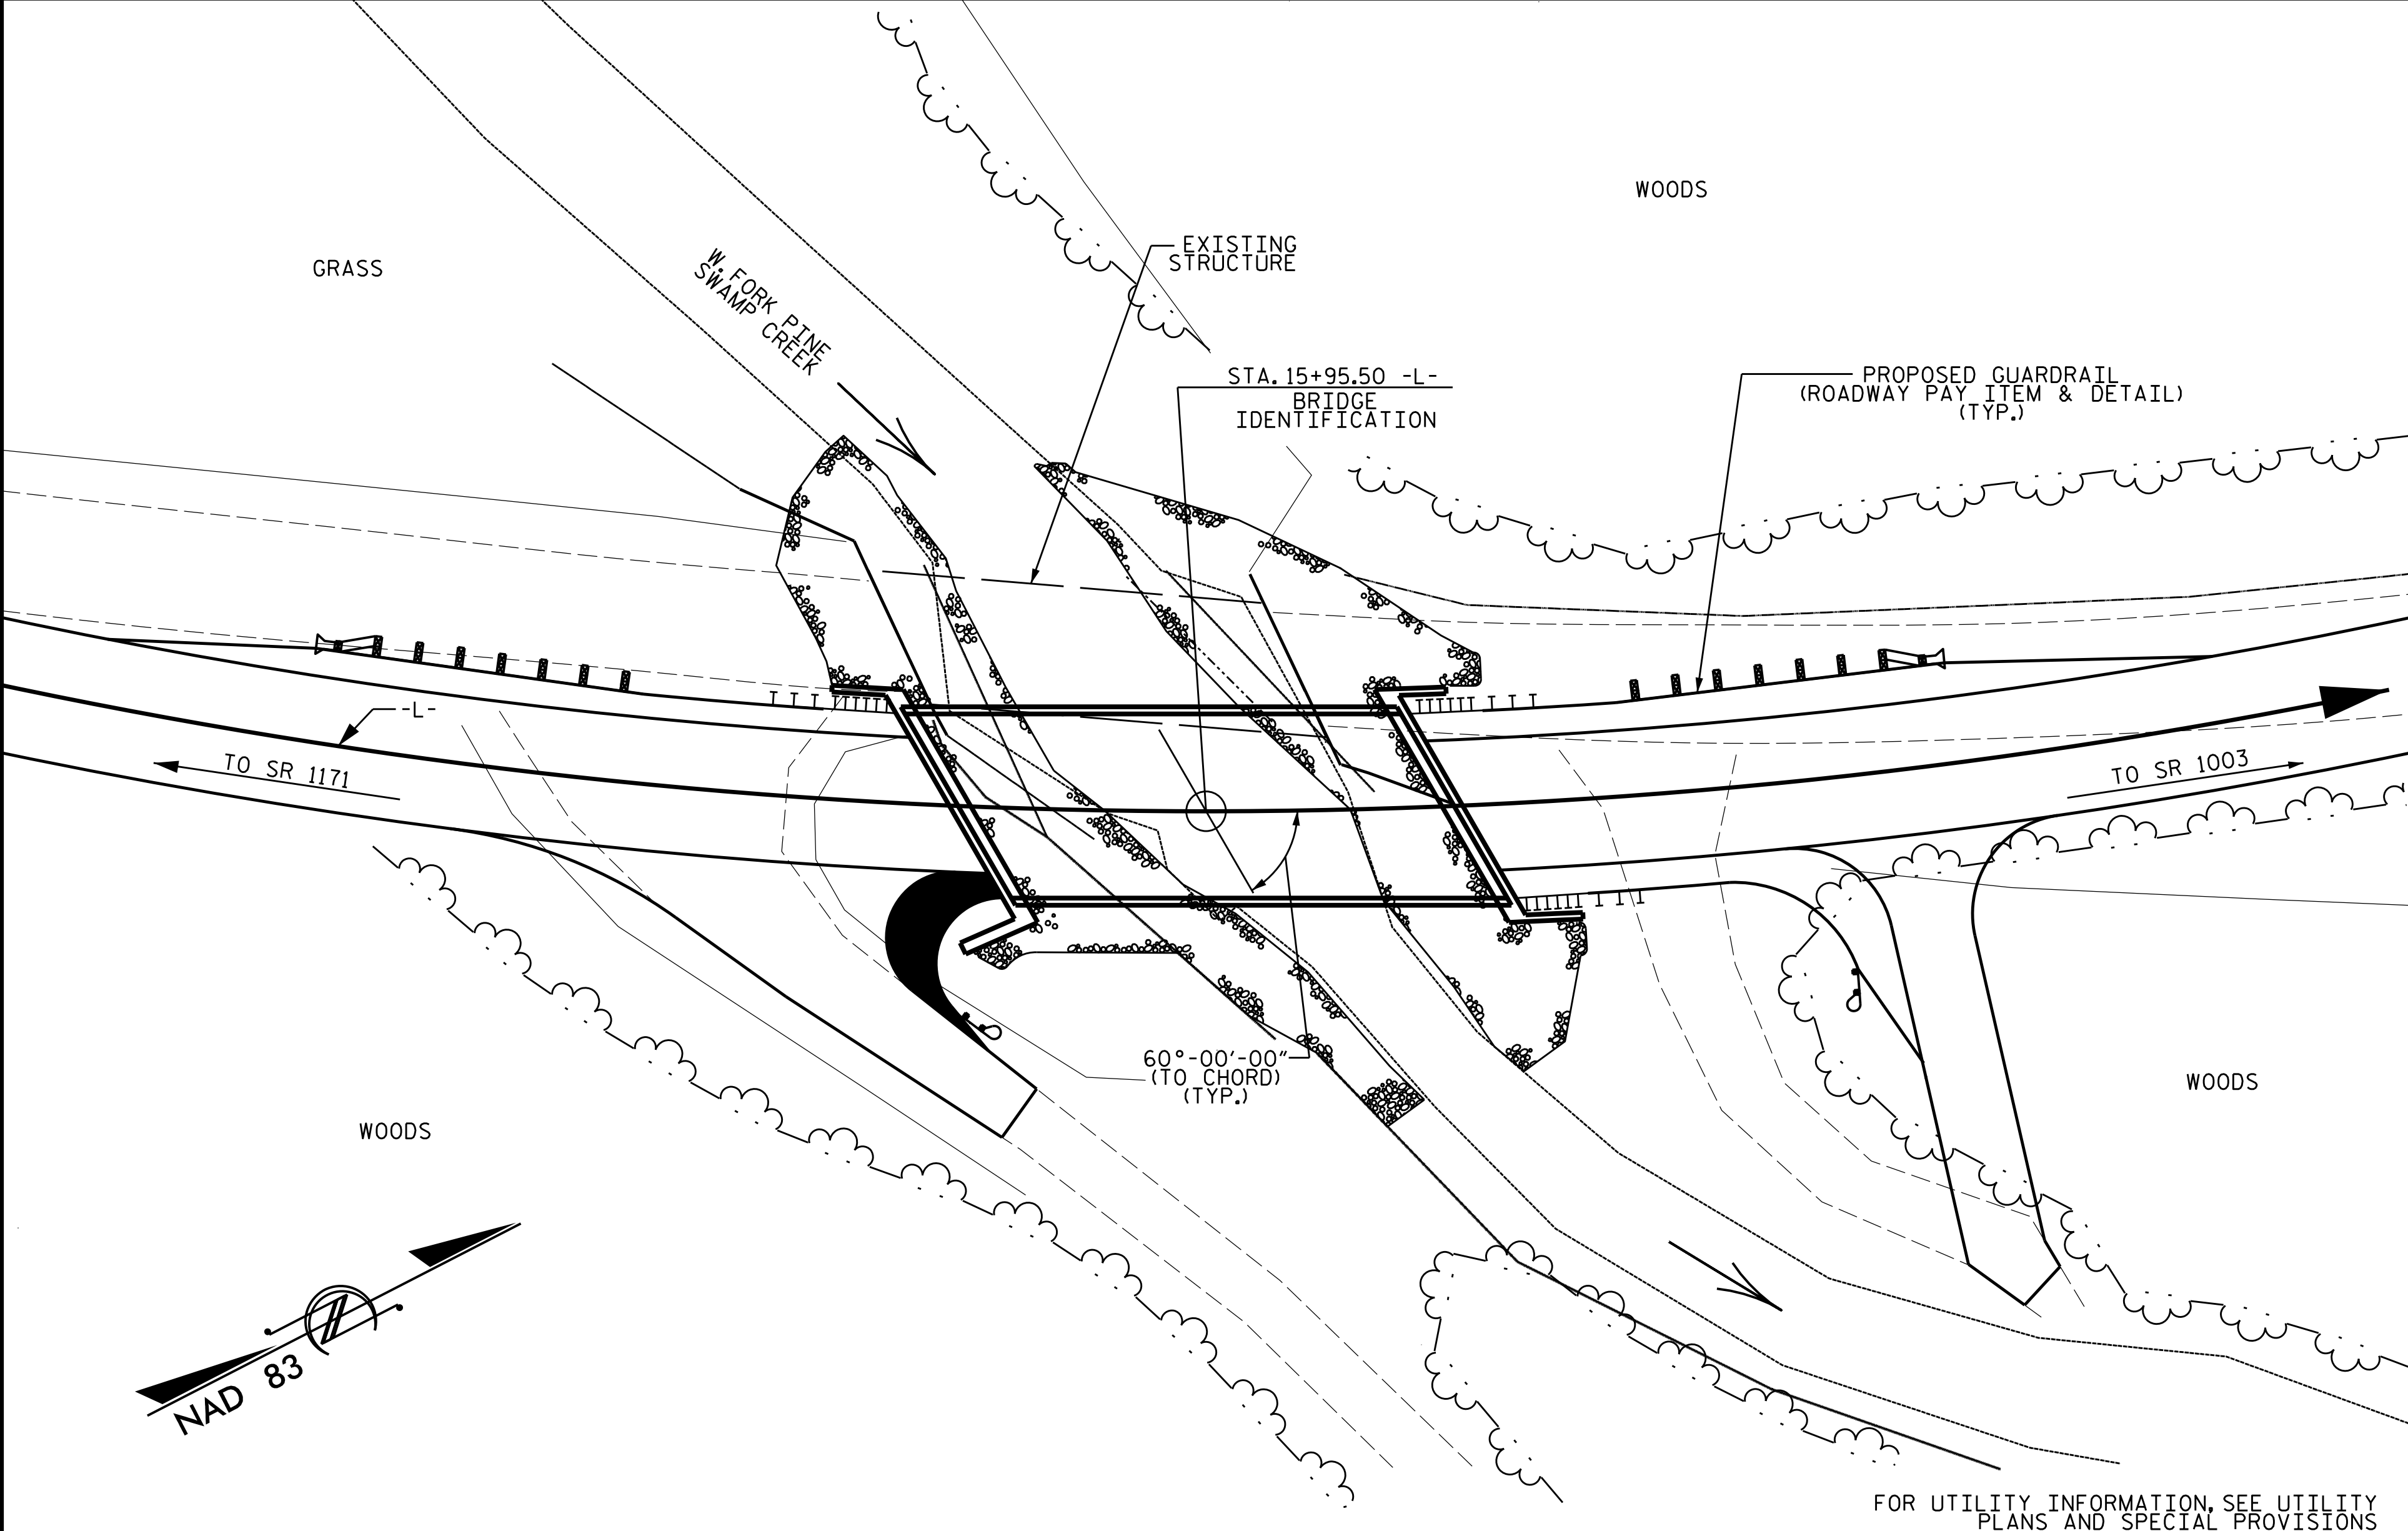 WOODS
GRASS
W. FORK PINE
SWAMP CREEK
EXISTING
STRUCTURE
STA. 15+95.50 -L-
BRIDGE
IDENTIFICATION
PROPOSED GUARDRAIL
(ROADWAY PAY ITEM & DETAIL)
(TYP.)
-L-
TO SR 1171
TO SR 1003
60°-00'-00"
(TO CHORD)
(TYP.)
WOODS
WOODS
NAD 83
FOR UTILITY INFORMATION, SEE UTILITY
PLANS AND SPECIAL PROVISIONS